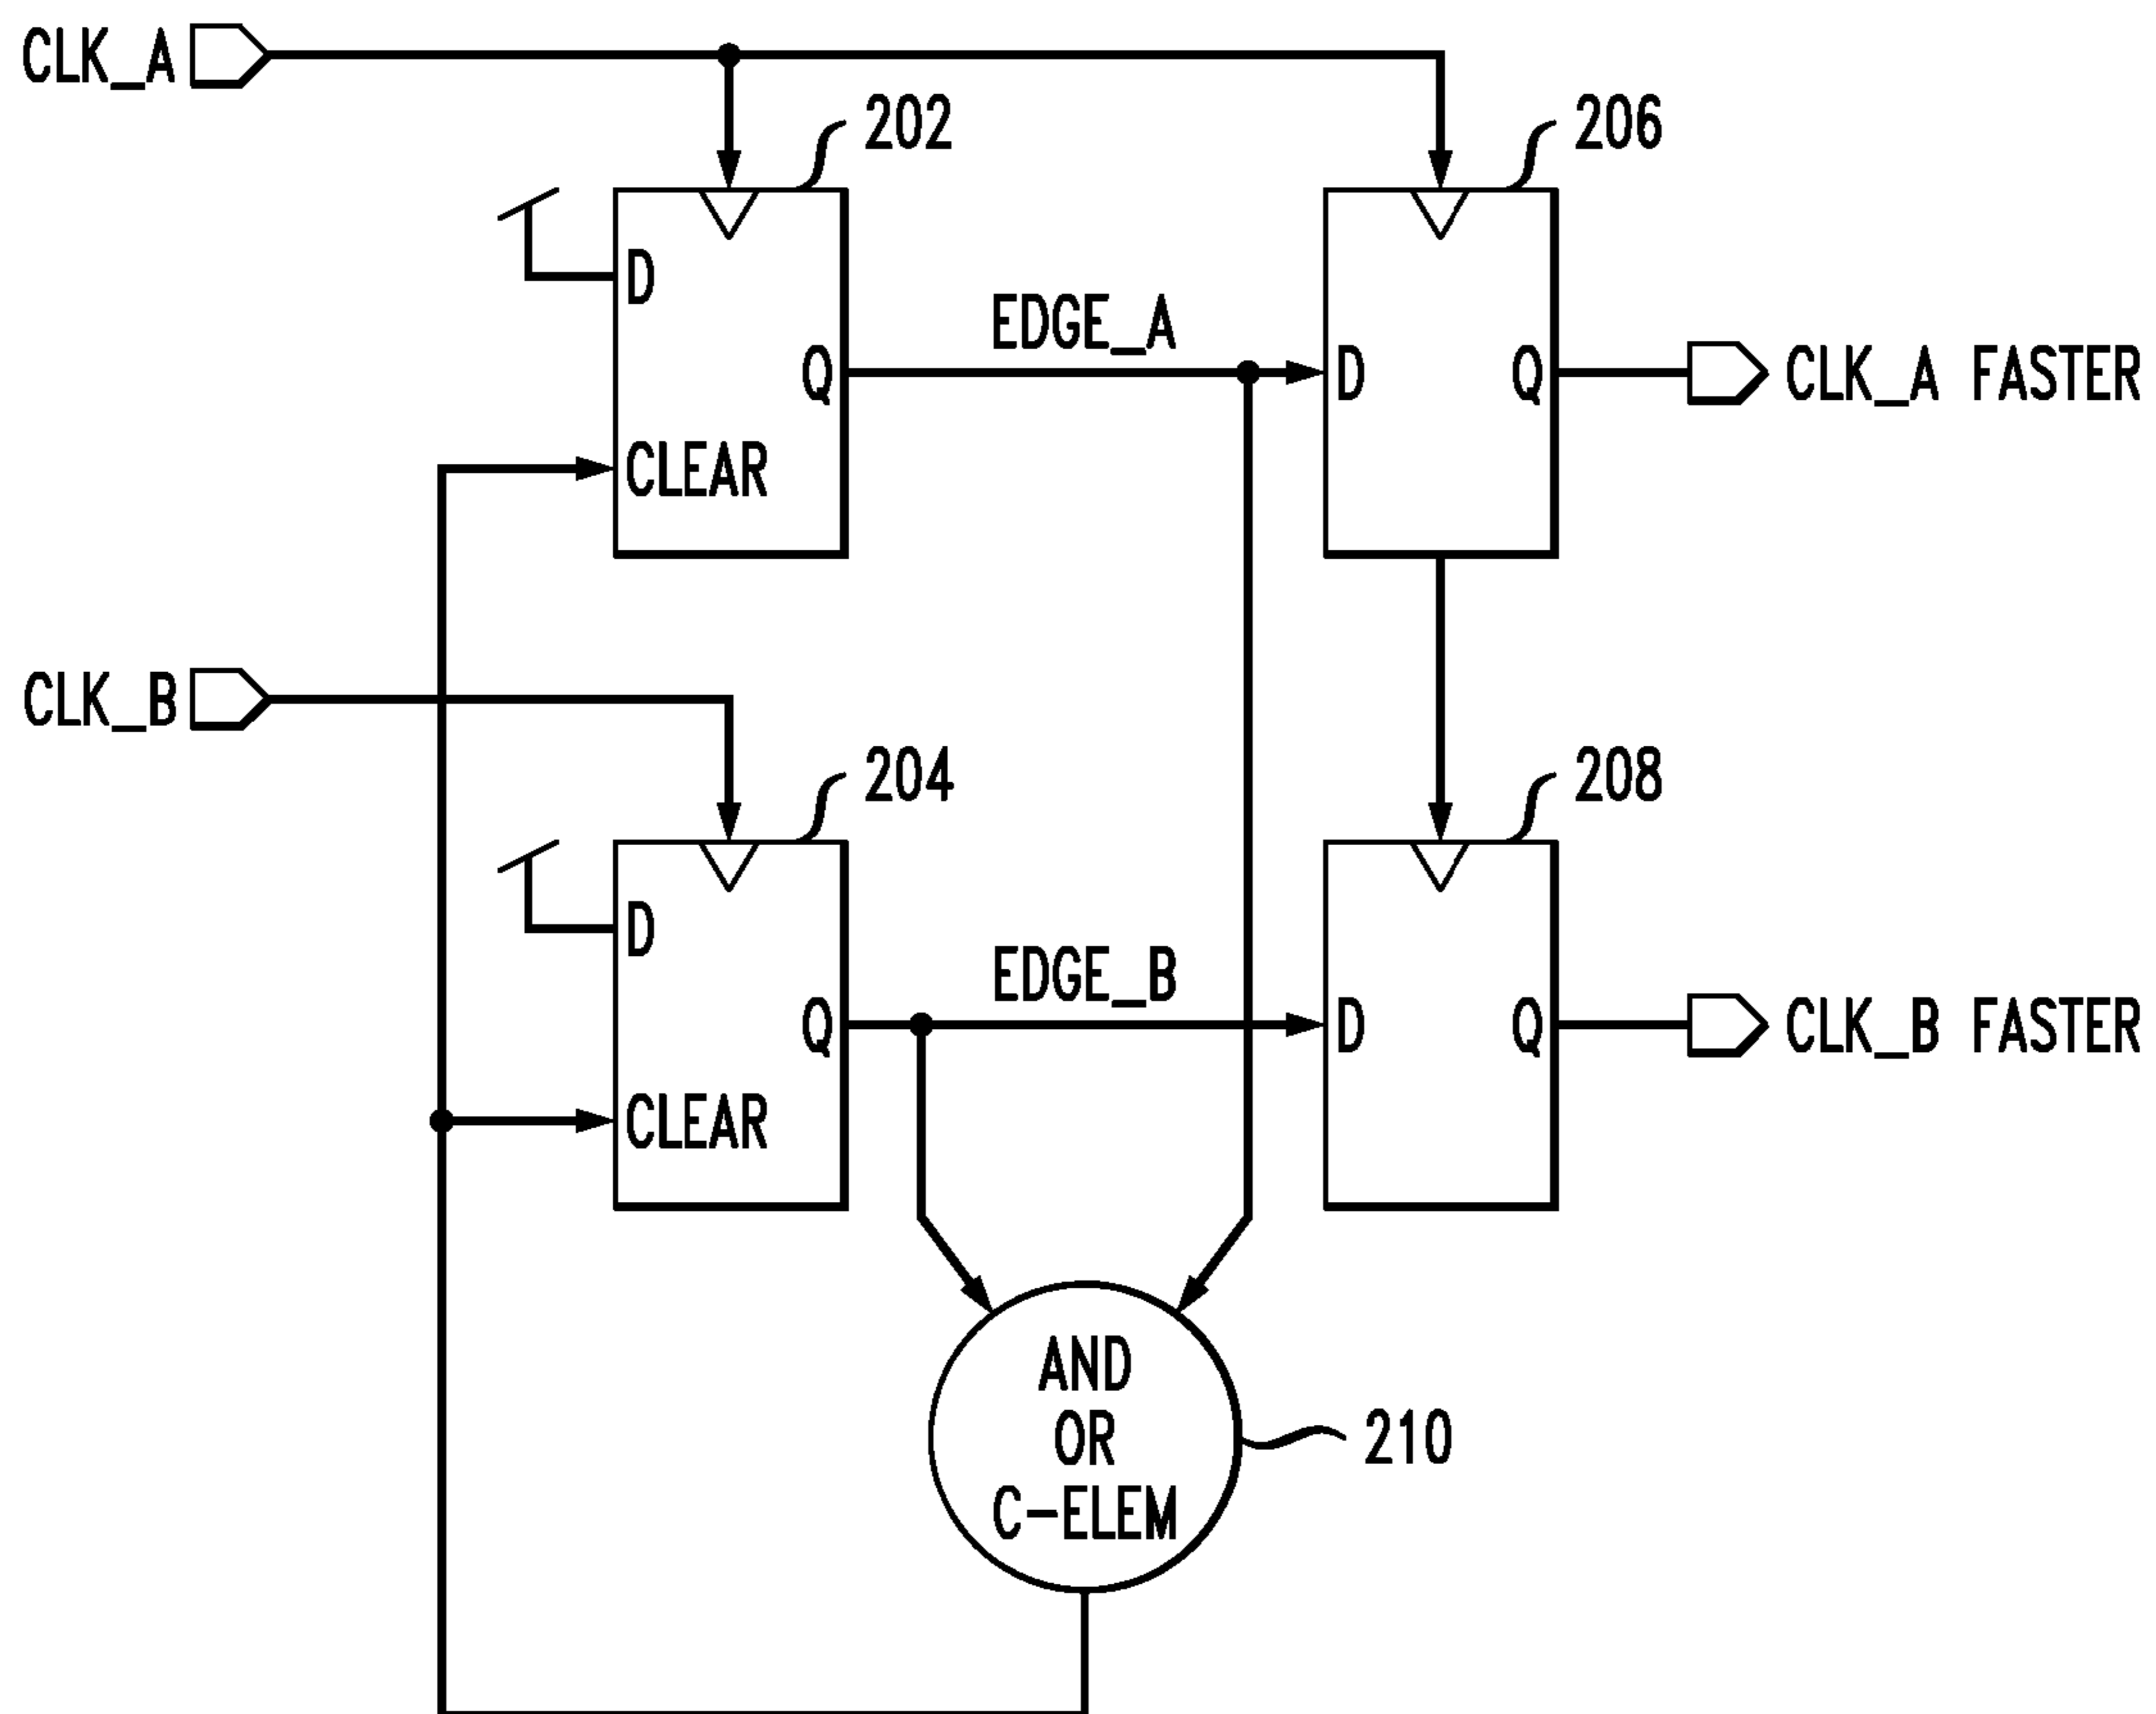 CLK_A
202
206
D
Q
CLEAR
EDGE_A
D
Q
CLK_A FASTER
CLK_B
204
208
D
Q
CLEAR
EDGE_B
D
Q
CLK_B FASTER
AND
OR
C-ELEM
210